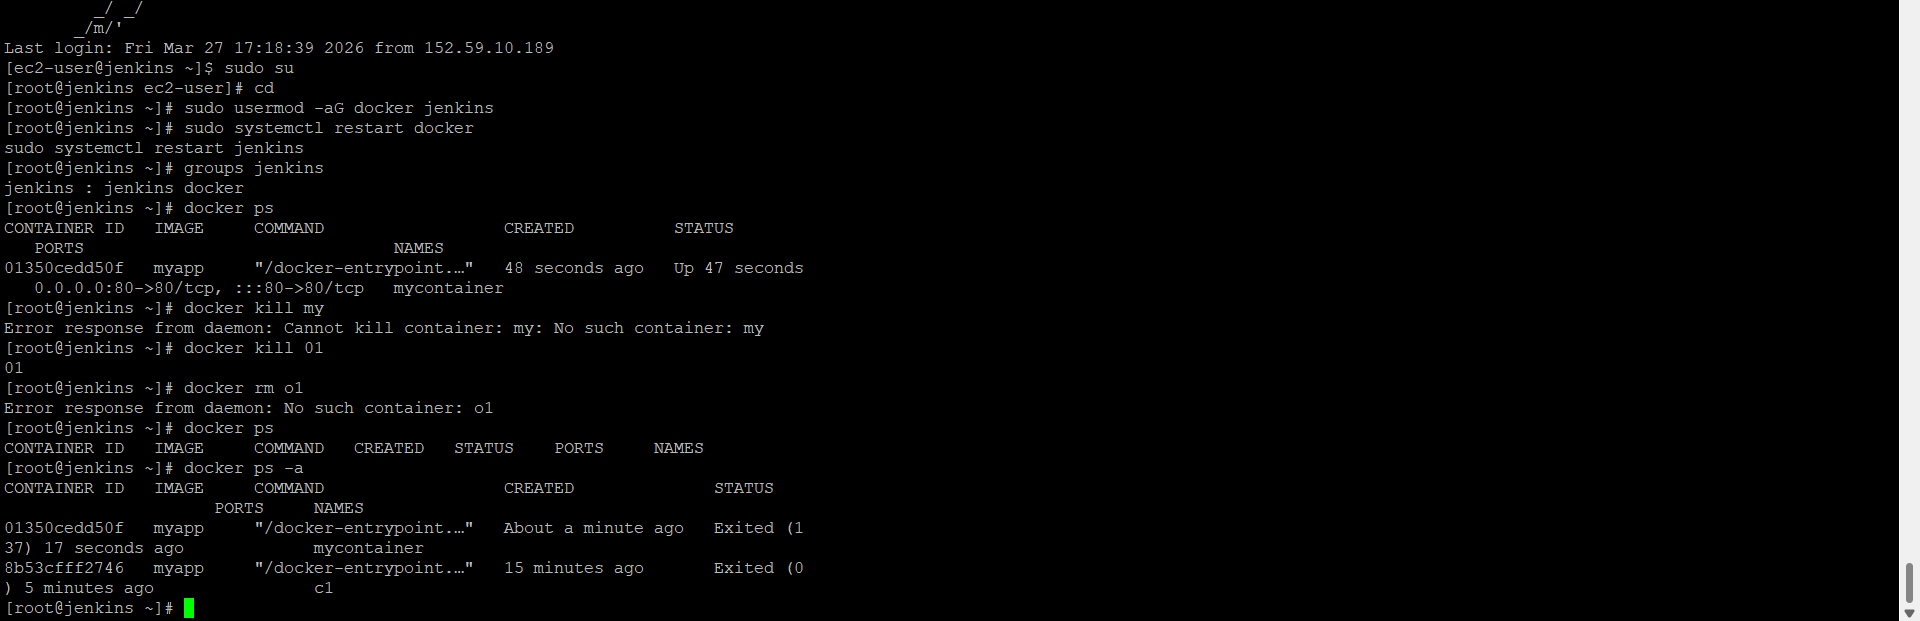 _/ _/
_/m/'
Last login: Fri Mar 27 17:18:39 2026 from 152.59.10.189
[ec2-user@jenkins ~]$ sudo su
[root@jenkins ec2-user]# cd
[root@jenkins ~]# sudo usermod -aG docker jenkins
[root@jenkins ~]# sudo systemctl restart docker
sudo systemctl restart jenkins
[root@jenkins ~]# groups jenkins
jenkins : jenkins docker
[root@jenkins ~]# docker ps
CONTAINER ID   IMAGE     COMMAND                  CREATED          STATUS
   PORTS                               NAMES
01350cedd50f   myapp     "/docker-entrypoint.…"   48 seconds ago   Up 47 seconds
   0.0.0.0:80->80/tcp, :::80->80/tcp   mycontainer
[root@jenkins ~]# docker kill my
Error response from daemon: Cannot kill container: my: No such container: my
[root@jenkins ~]# docker kill 01
01
[root@jenkins ~]# docker rm o1
Error response from daemon: No such container: o1
[root@jenkins ~]# docker ps
CONTAINER ID   IMAGE     COMMAND   CREATED   STATUS    PORTS     NAMES
[root@jenkins ~]# docker ps -a
CONTAINER ID   IMAGE     COMMAND                  CREATED              STATUS
                     PORTS     NAMES
01350cedd50f   myapp     "/docker-entrypoint.…"   About a minute ago   Exited (1
37) 17 seconds ago             mycontainer
8b53cfff2746   myapp     "/docker-entrypoint.…"   15 minutes ago       Exited (0
) 5 minutes ago                c1
[root@jenkins ~]#